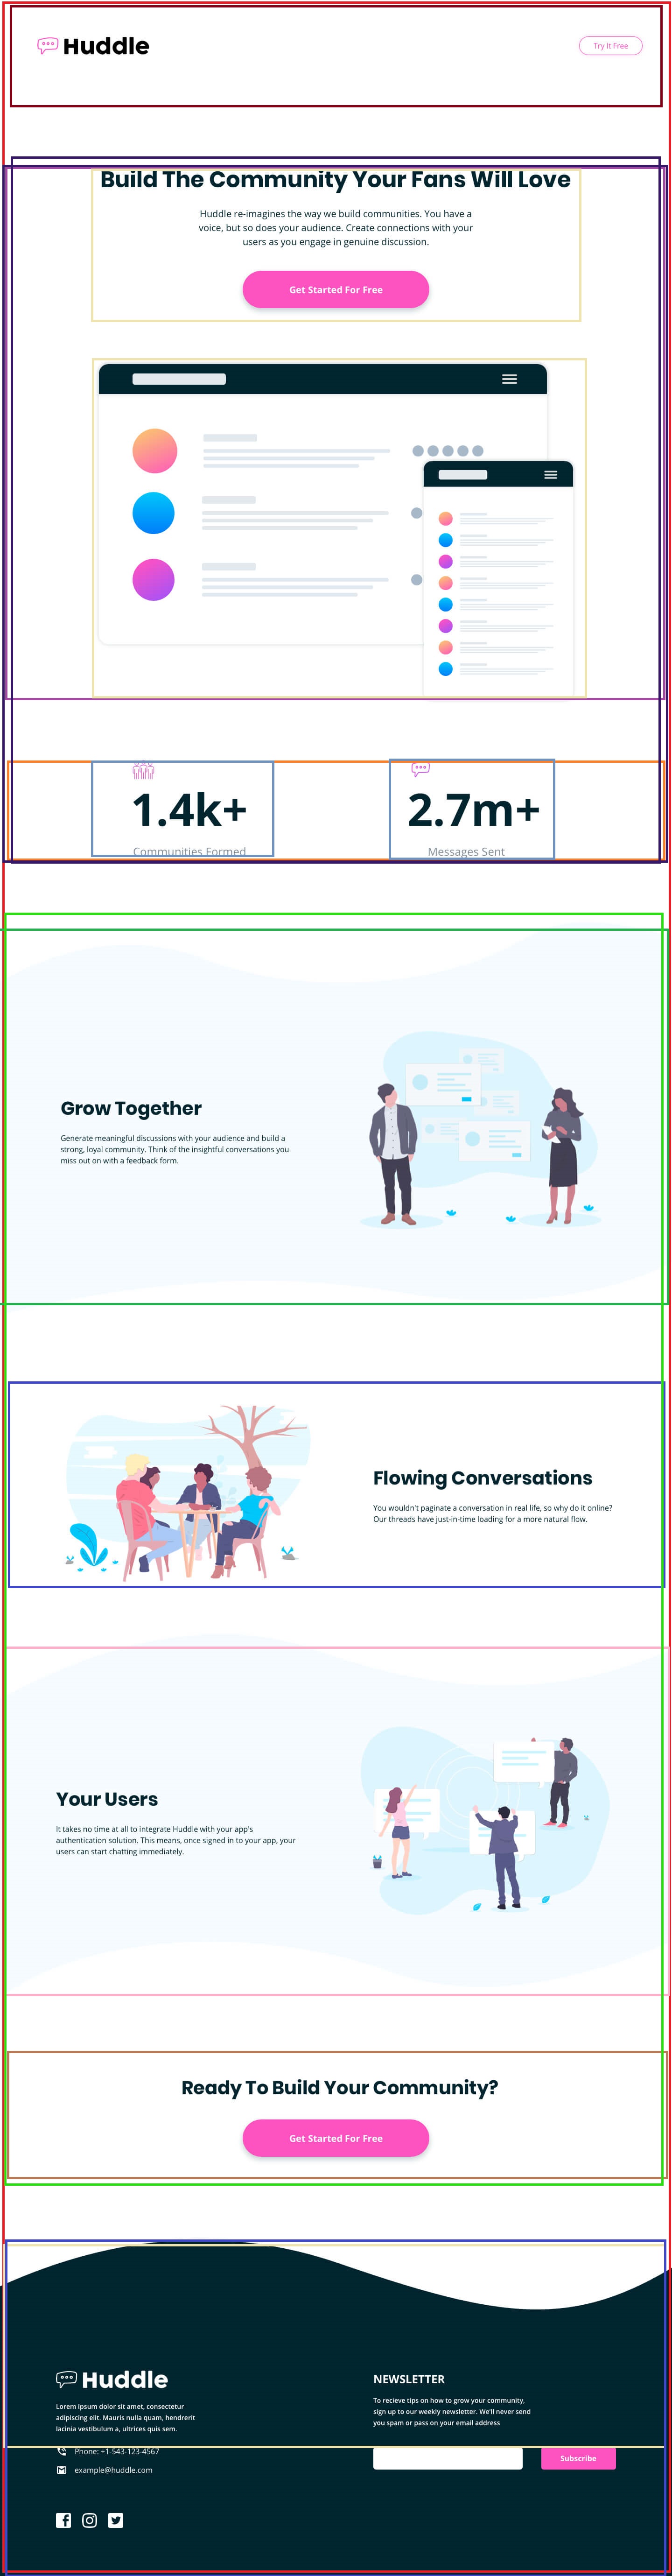 Huddle
Try It Free
Build The Community Your Fans Will Love
Huddle re-imagines the way we build communities. You have a
voice, but so does your audience. Create connections with your
users as you engage in genuine discussion.
Get Started For Free
1.4k+
Communities Formed
2.7m+
Messages Sent
Grow Together
Generate meaningful discussions with your audience and build a
strong, loyal community. Think of the insightful conversations you
miss out on with a feedback form.
Flowing Conversations
You wouldn't paginate a conversation in real life, so why do it online?
Our threads have just-in-time loading for a more natural flow.
Your Users
It takes no time at all to integrate Huddle with your app's
authentication solution. This means, once signed in to your app, your
users can start chatting immediately.
Ready To Build Your Community?
Get Started For Free
Huddle
Lorem ipsum dolor sit amet, consectetur
adipiscing elit. Mauris nulla quam, hendrerit
lacinia vestibulum a, ultrices quis sem.
Phone: +1-543-123-4567
example@huddle.com
NEWSLETTER
To recieve tips on how to grow your community,
sign up to our weekly newsletter. We'll never send
you spam or pass on your email address
Subscribe